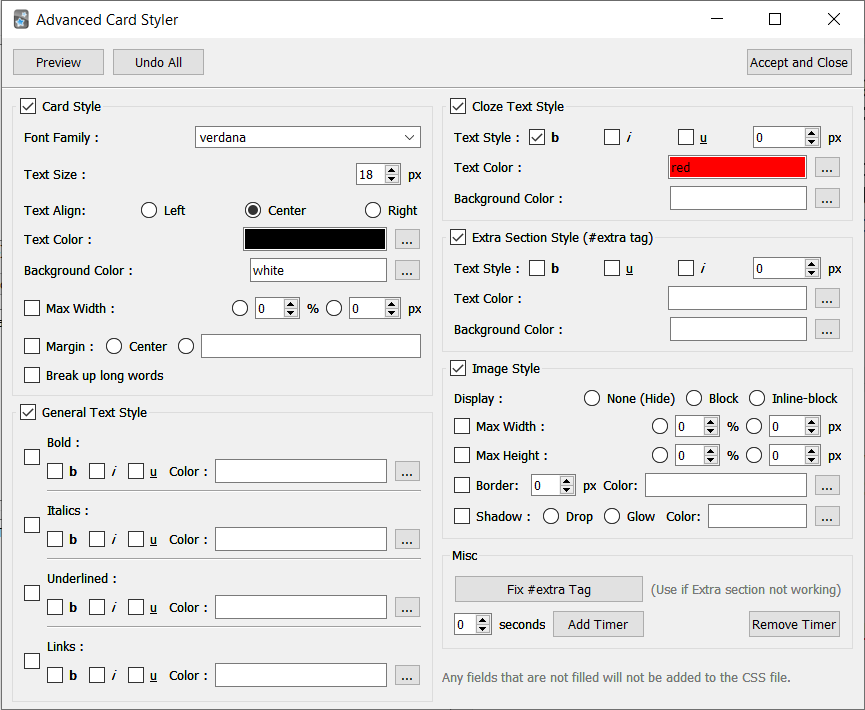 Advanced Card Styler
Preview
Undo All
Accept and Close
Card Style
Font Family :
verdana
Text Size :
18
px
Text Align:
Left
Center
Right
Text Color :
...
Background Color :
white
...
Max Width :
0
%
0
px
Margin :
Center
Break up long words
General Text Style
Bold :
b
i
u
Color :
...
Italics :
b
i
u
Color :
...
Underlined :
b
i
u
Color :
...
Links :
b
i
u
Color :
...
Cloze Text Style
Text Style :
b
i
u
0
px
Text Color :
red
...
Background Color :
...
Extra Section Style (#extra tag)
Text Style :
b
u
i
0
px
Text Color :
...
Background Color :
...
Image Style
Display :
None (Hide)
Block
Inline-block
Max Width :
0
%
0
px
Max Height :
0
%
0
px
Border:
0
px
Color:
...
Shadow :
Drop
Glow
Color:
...
Misc
Fix #extra Tag
(Use if Extra section not working)
0
seconds
Add Timer
Remove Timer
Any fields that are not filled will not be added to the CSS file.